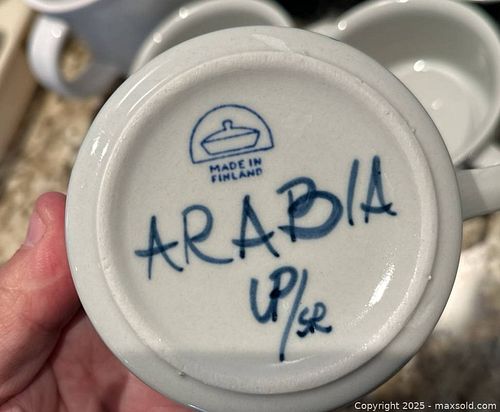 MADE IN
FINLAND
ARABIA
UP/SR
Copyright 2025 - maxsold.com